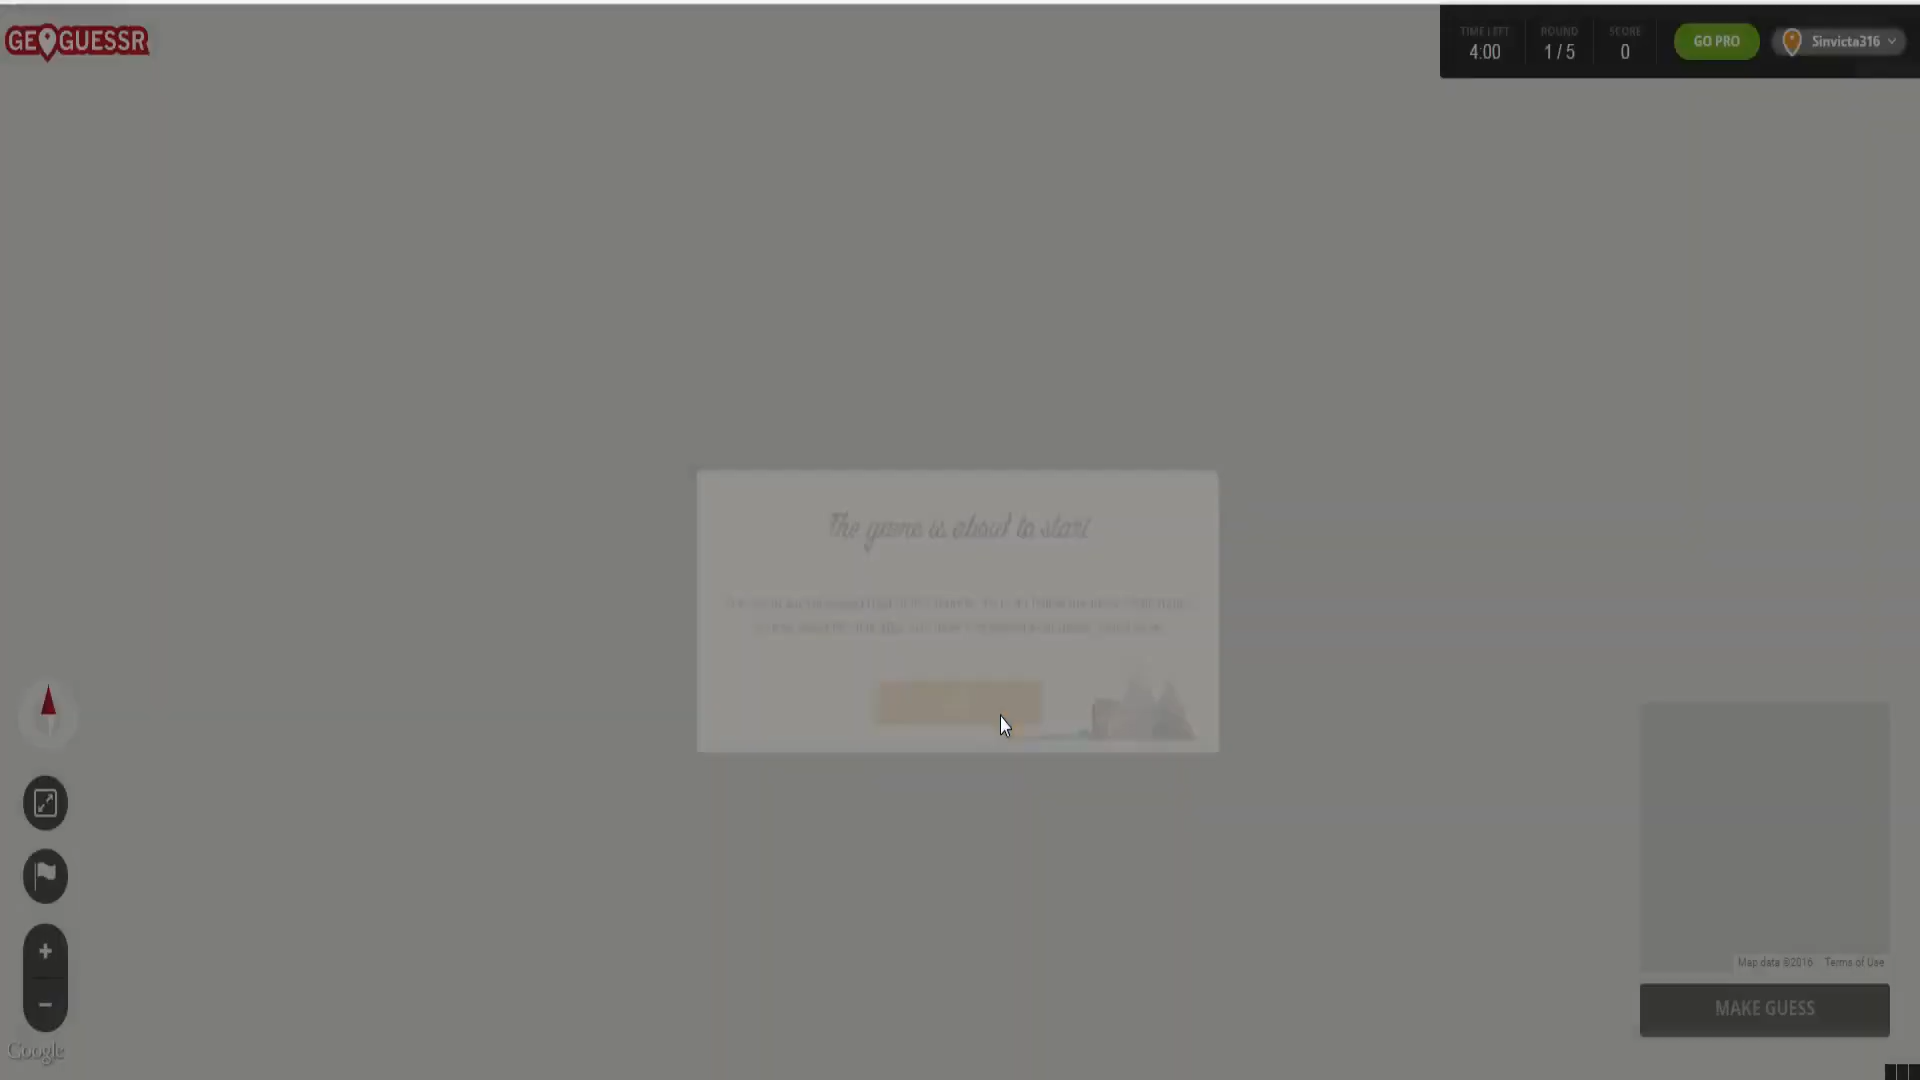 GEOGUESSR
TIME LEFT
4:00
ROUND
1 / 5
SCORE
0
GO PRO
Sinvicta316
The game is about to start
Map data ©2016
Terms of Use
MAKE GUESS
Google